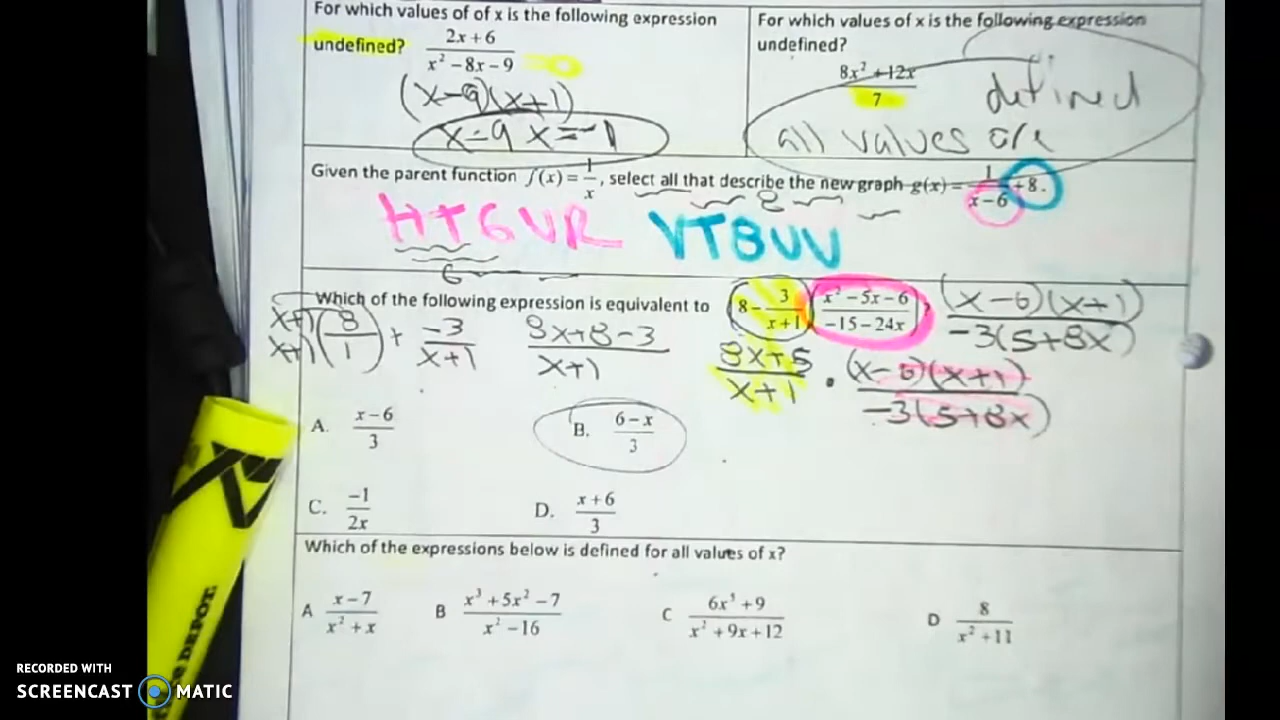 For which values of of x is the following expression
undefined? 2x + 6 / x² – 8x – 9 = 0
(x–9)(x+1)
x=9 x=–1
For which values of x is the following expression
undefined?
8x² +12x / 7
defined
all values are
Given the parent function f(x) = 1/x, select all that describe the new graph g(x) = 1/(x–6) +8.
HT6UR VT8UU
6
Which of the following expression is equivalent to (8 – 3/(x+1)) (x² – 5x – 6 / –15 – 24x)? (x–6)(x+1) / –3(5+8x)
x+1/x+1 (8/1) + –3/x+1 8x+8–3 / x+1 8x+5 / x+1 · (x–6)(x+1) / –3(5+8x)
A. x–6 / 3
B. 6–x / 3
C. –1 / 2x
D. x+6 / 3
Which of the expressions below is defined for all values of x?
A x–7 / x² + x
B x³ + 5x² – 7 / x² –16
C 6x³ + 9 / x² + 9x + 12
D 8 / x² +11
DEPOT
RECORDED WITH
SCREENCAST MATIC